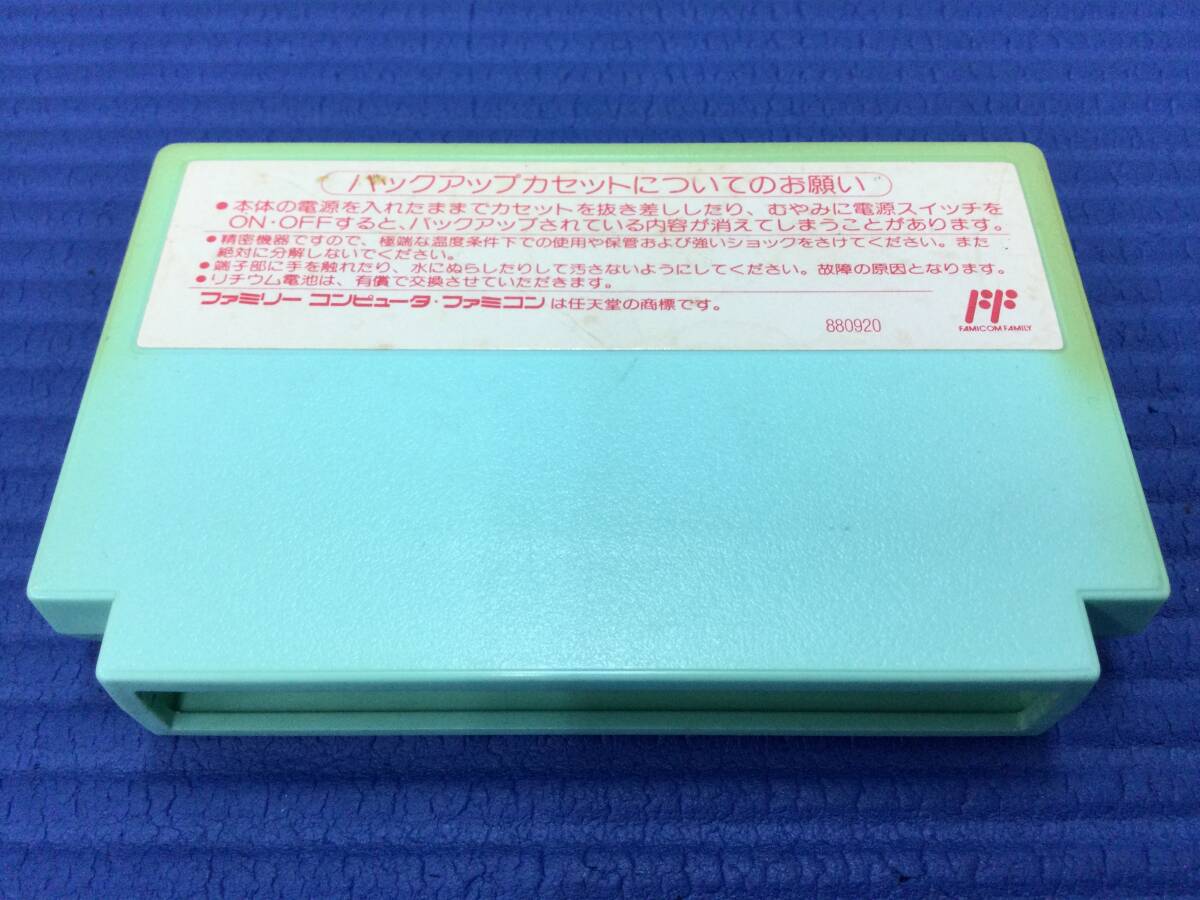 バックアップカセットについてのお願い
●本体の電源を入れたままでカセットを抜き差ししたり、むやみに電源スイッチを
ON・OFFすると、バックアップされている内容が消えてしまうことがあります。
●精密機器ですので、極端な温度条件下での使用や保管および強いショックをさけてください。また
絶対に分解しないでください。
●端子部に手を触れたり、水にぬらしたりして汚さないようにしてください。故障の原因となります。
●リチウム電池は、有償で交換させていただきます。
ファミリーコンピュータ・ファミコンは任天堂の商標です。
880920
FF
FAMICOM FAMILY